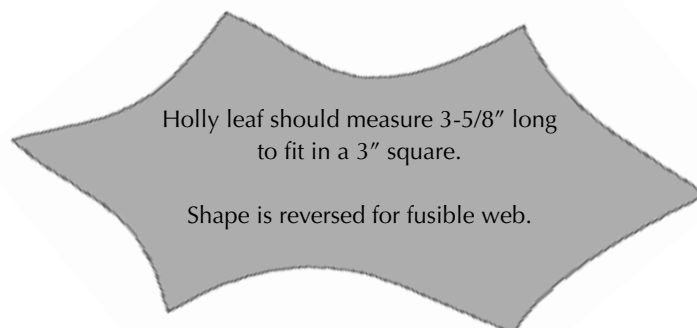 Holly leaf should measure 3-5/8” long
to fit in a 3” square.
Shape is reversed for fusible web.